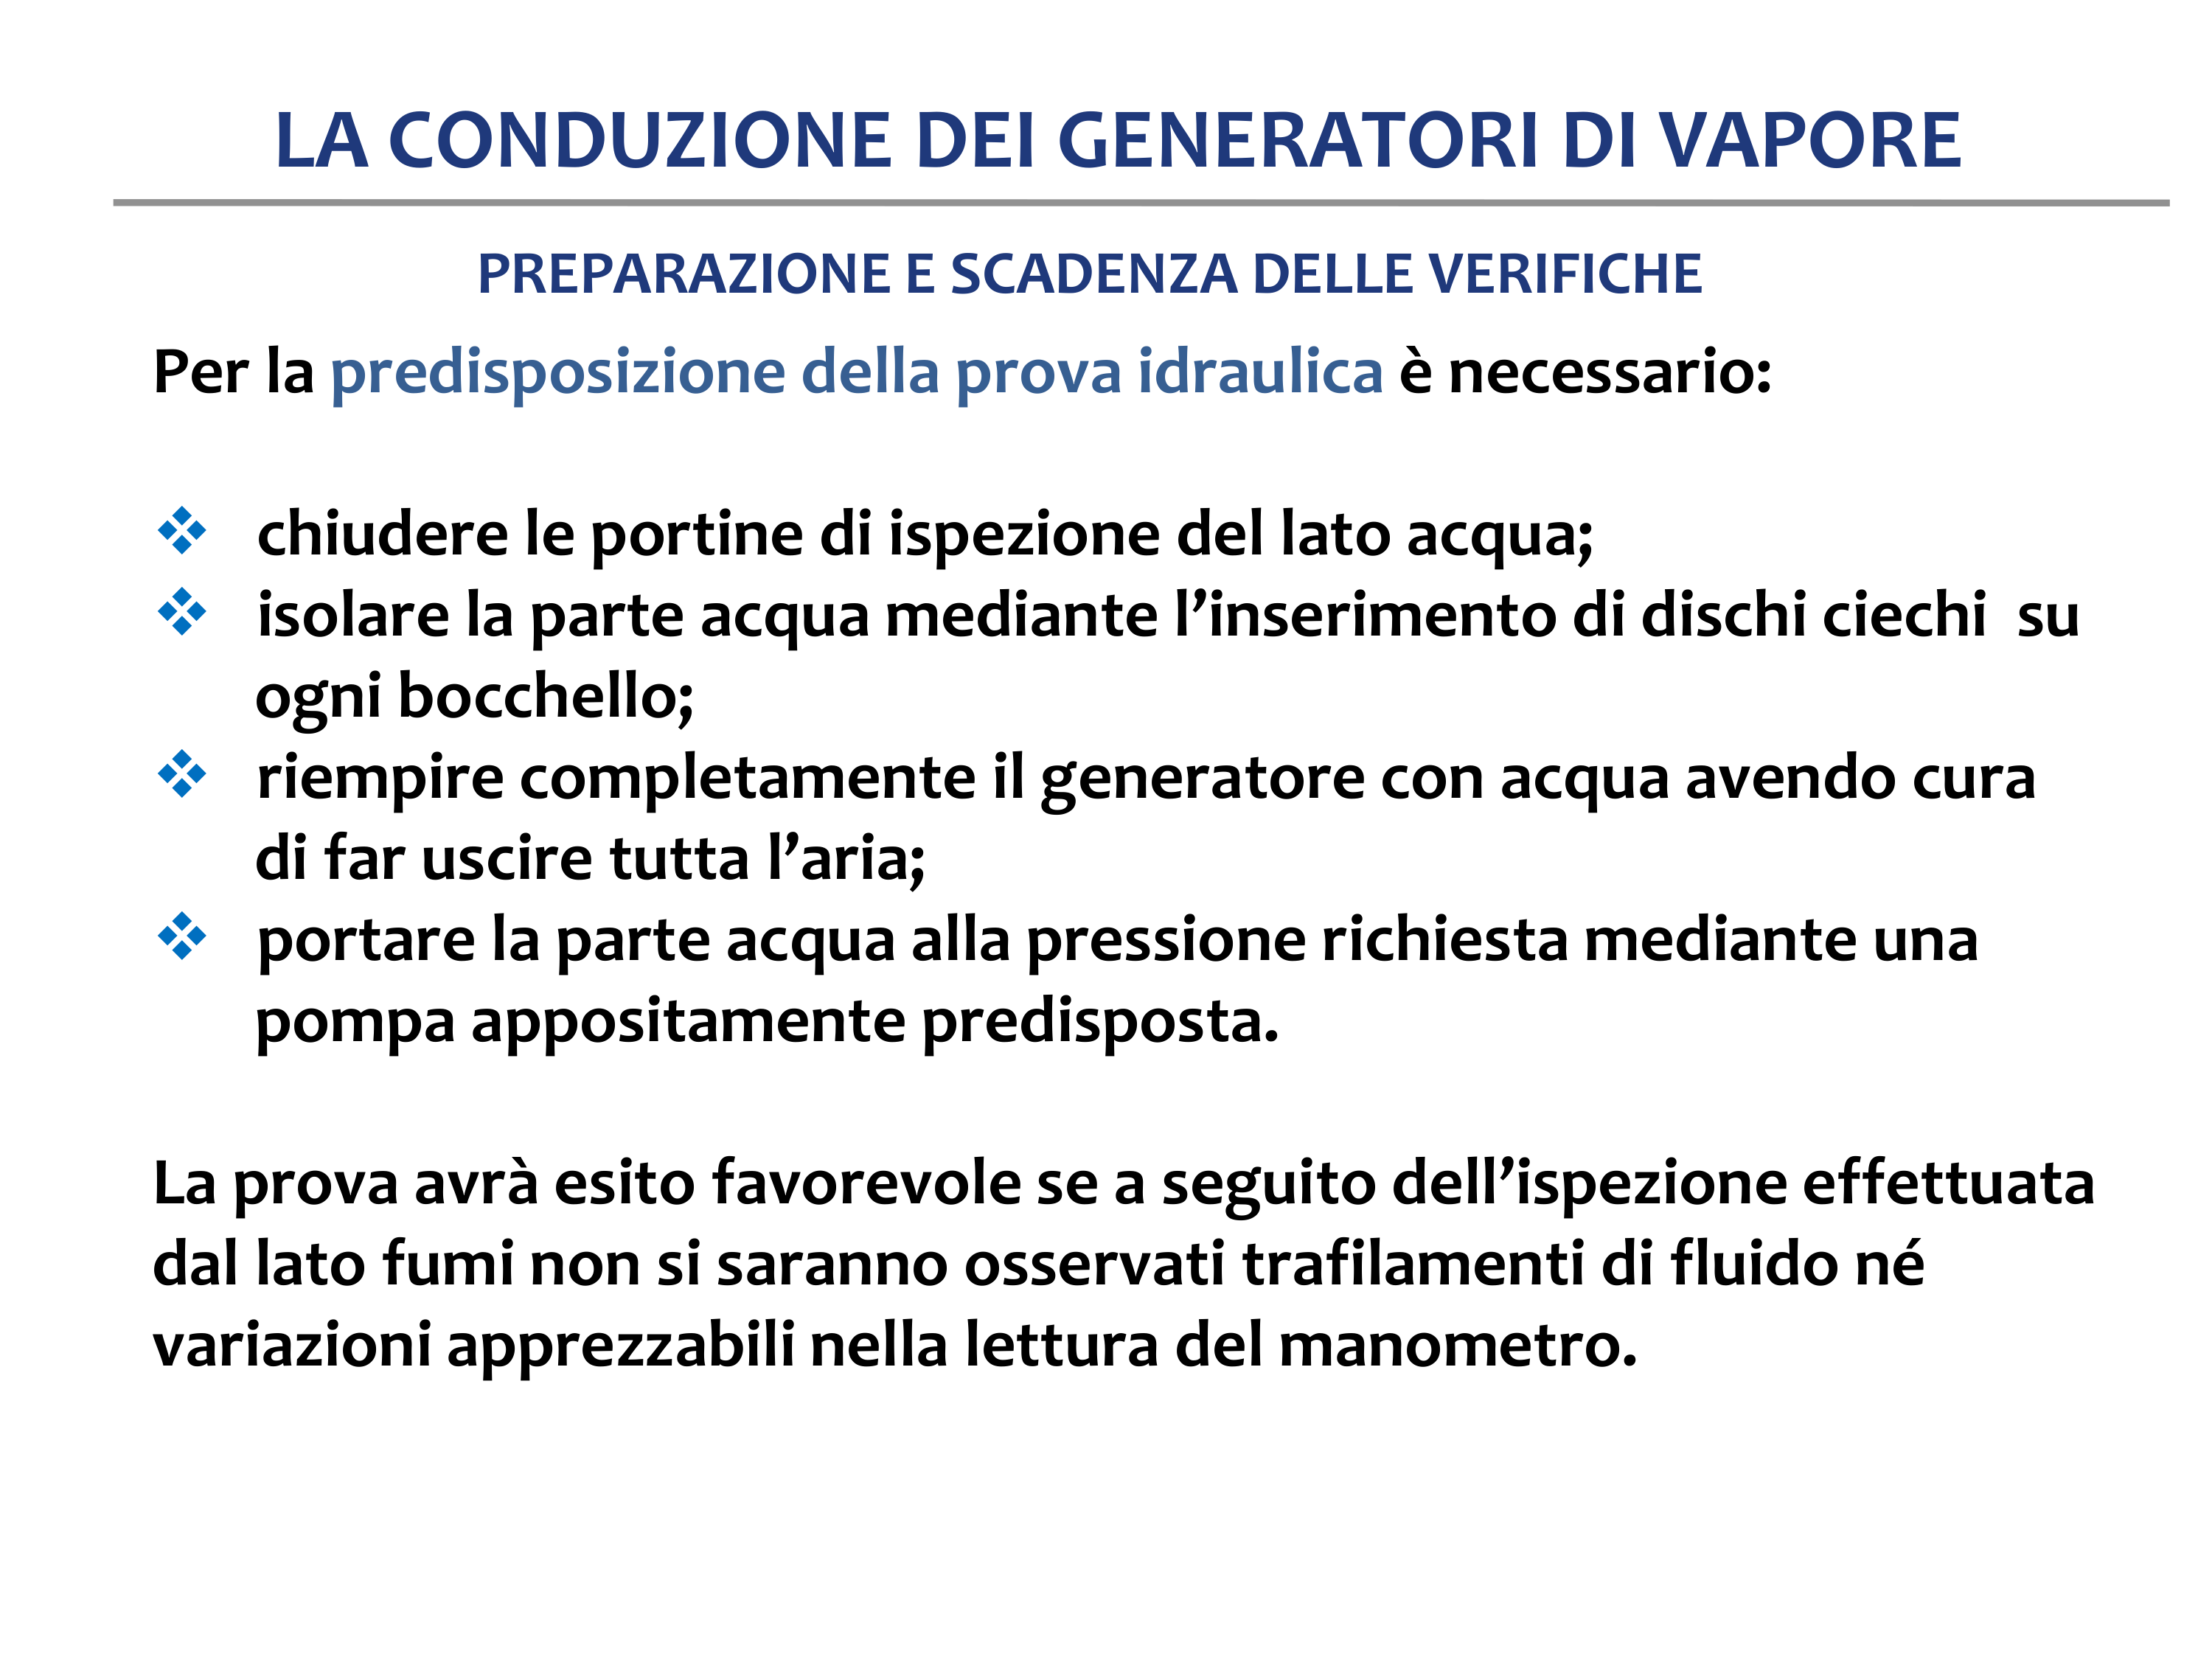 LA CONDUZIONE DEI GENERATORI DI VAPORE
PREPARAZIONE E SCADENZA DELLE VERIFICHE
Per la predisposizione della prova idraulica è necessario:
❖ chiudere le portine di ispezione del lato acqua;
❖ isolare la parte acqua mediante l’inserimento di dischi ciechi  su
ogni bocchello;
❖ riempire completamente il generatore con acqua avendo cura
di far uscire tutta l’aria;
❖ portare la parte acqua alla pressione richiesta mediante una
pompa appositamente predisposta.
La prova avrà esito favorevole se a seguito dell’ispezione effettuata
dal lato fumi non si saranno osservati trafilamenti di fluido né
variazioni apprezzabili nella lettura del manometro.